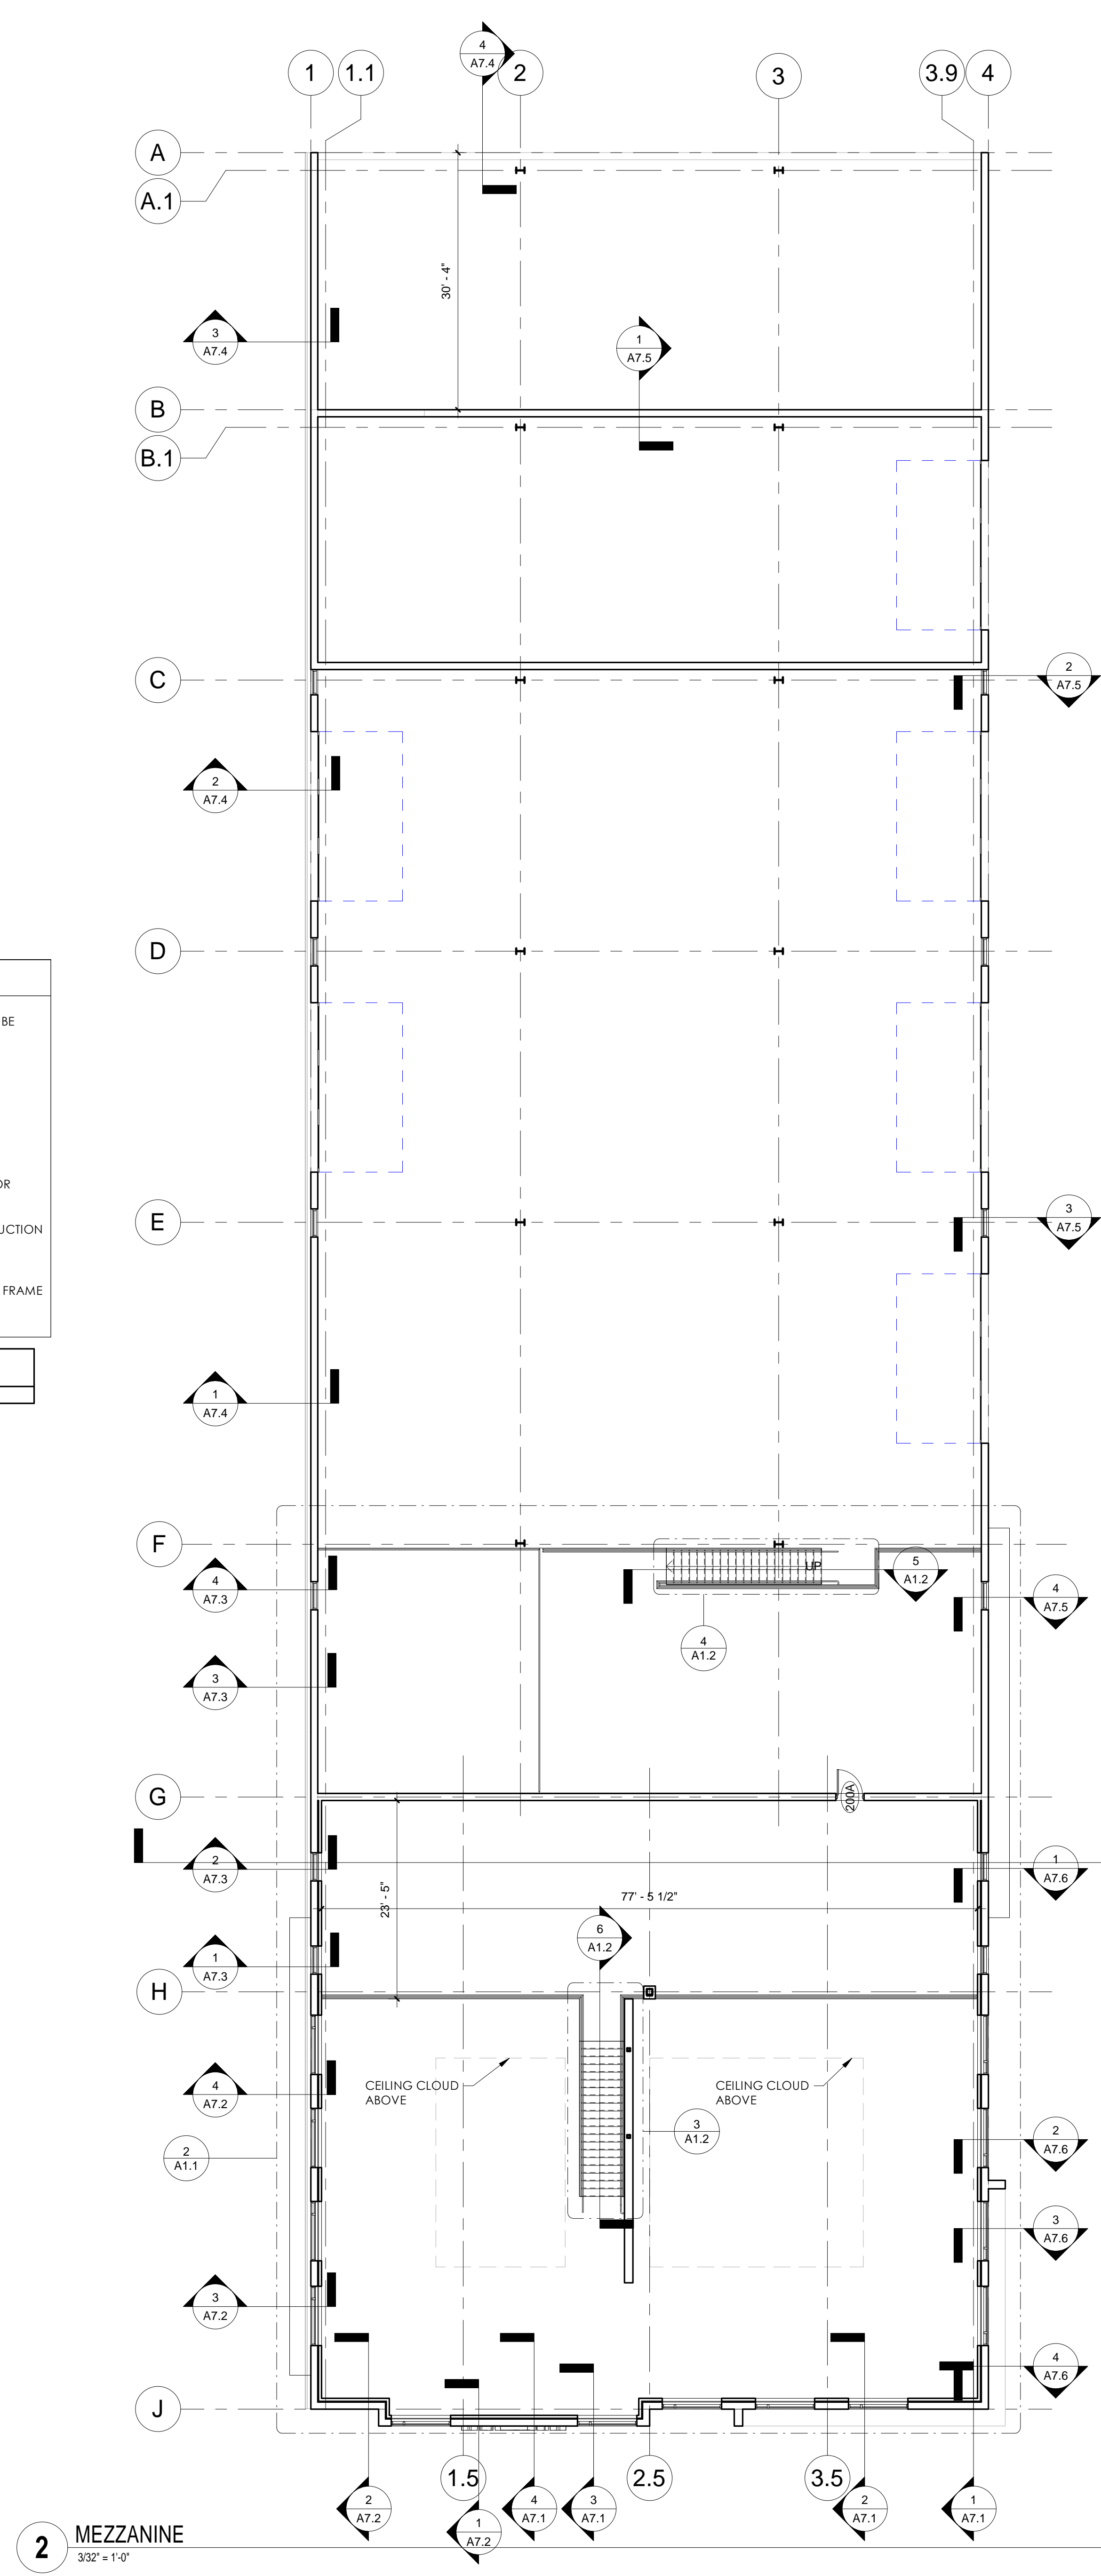 4
A7.4
1
1.1
2
3
3.9
4
A
A.1
30' - 4"
3
A7.4
1
A7.5
B
B.1
C
2
A7.5
2
A7.4
D
BE
OR
UCTION
FRAME
E
3
A7.5
1
A7.4
F
4
A7.3
UP
5
A1.2
4
A7.5
4
A1.2
3
A7.3
G
200A
2
A7.3
1
A7.6
23' - 5"
77' - 5 1/2"
6
A1.2
1
A7.3
H
4
A7.2
CEILING CLOUD
ABOVE
CEILING CLOUD
ABOVE
3
A1.2
2
A7.6
2
A1.1
3
A7.6
3
A7.2
4
A7.6
J
1.5
2.5
3.5
2
A7.2
1
A7.2
4
A7.1
3
A7.1
2
A7.1
1
A7.1
2
MEZZANINE
3/32" = 1'-0"